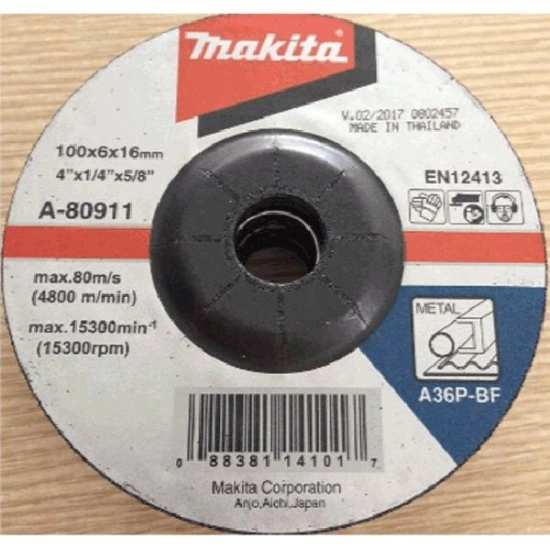 makita
V.02/2017 0802457
MADE IN THAILAND
100x6x16mm
4"x1/4"x5/8"
EN12413
A-80911
max.80m/s
(4800 m/min)
METAL
max.15300min-1
(15300rpm)
A36P-BF
0 88381 14101 7
Makita Corporation
Anjo,Aichi,Japan